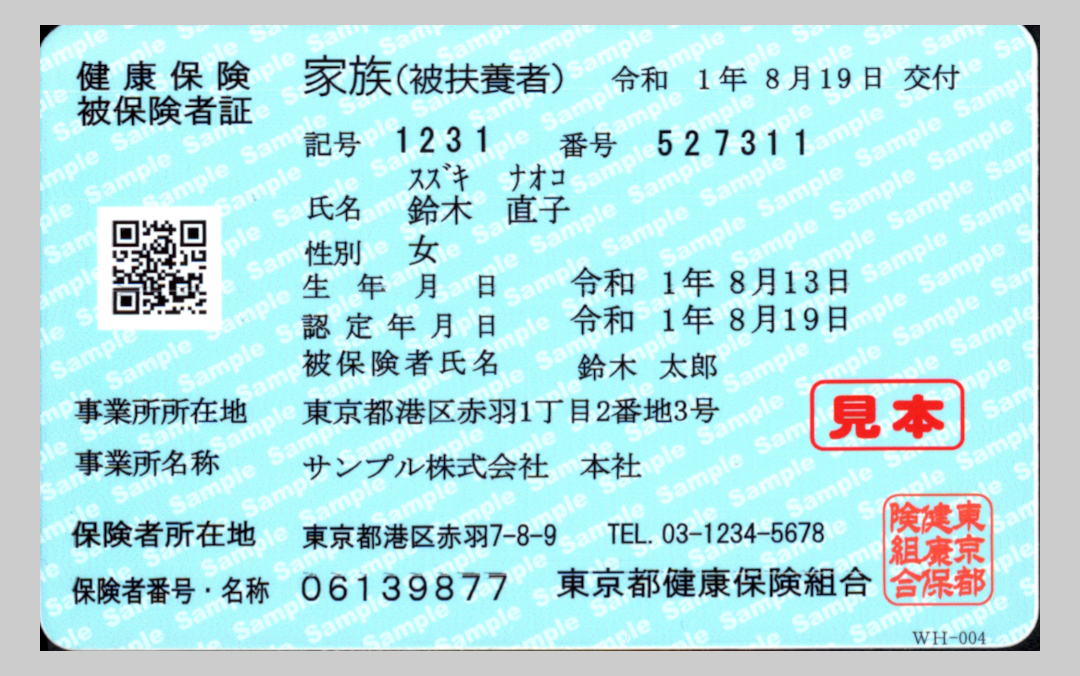 健康保険 家族(被扶養者) 令和 1年 8月19日 交付
被保険者証
記号 1231 番号 527311
スズキ ナオコ
氏名 鈴木 直子
性別 女
生年月日 令和 1年 8月13日
認定年月日 令和 1年 8月19日
被保険者氏名 鈴木 太郎
事業所所在地 東京都港区赤羽1丁目2番地3号
見本
事業所名称 サンプル株式会社 本社
保険者所在地 東京都港区赤羽7-8-9 TEL. 03-1234-5678
保険者番号・名称 06139877 東京都健康保険組合
東京都
健康保
険組合
WH-004
Sample